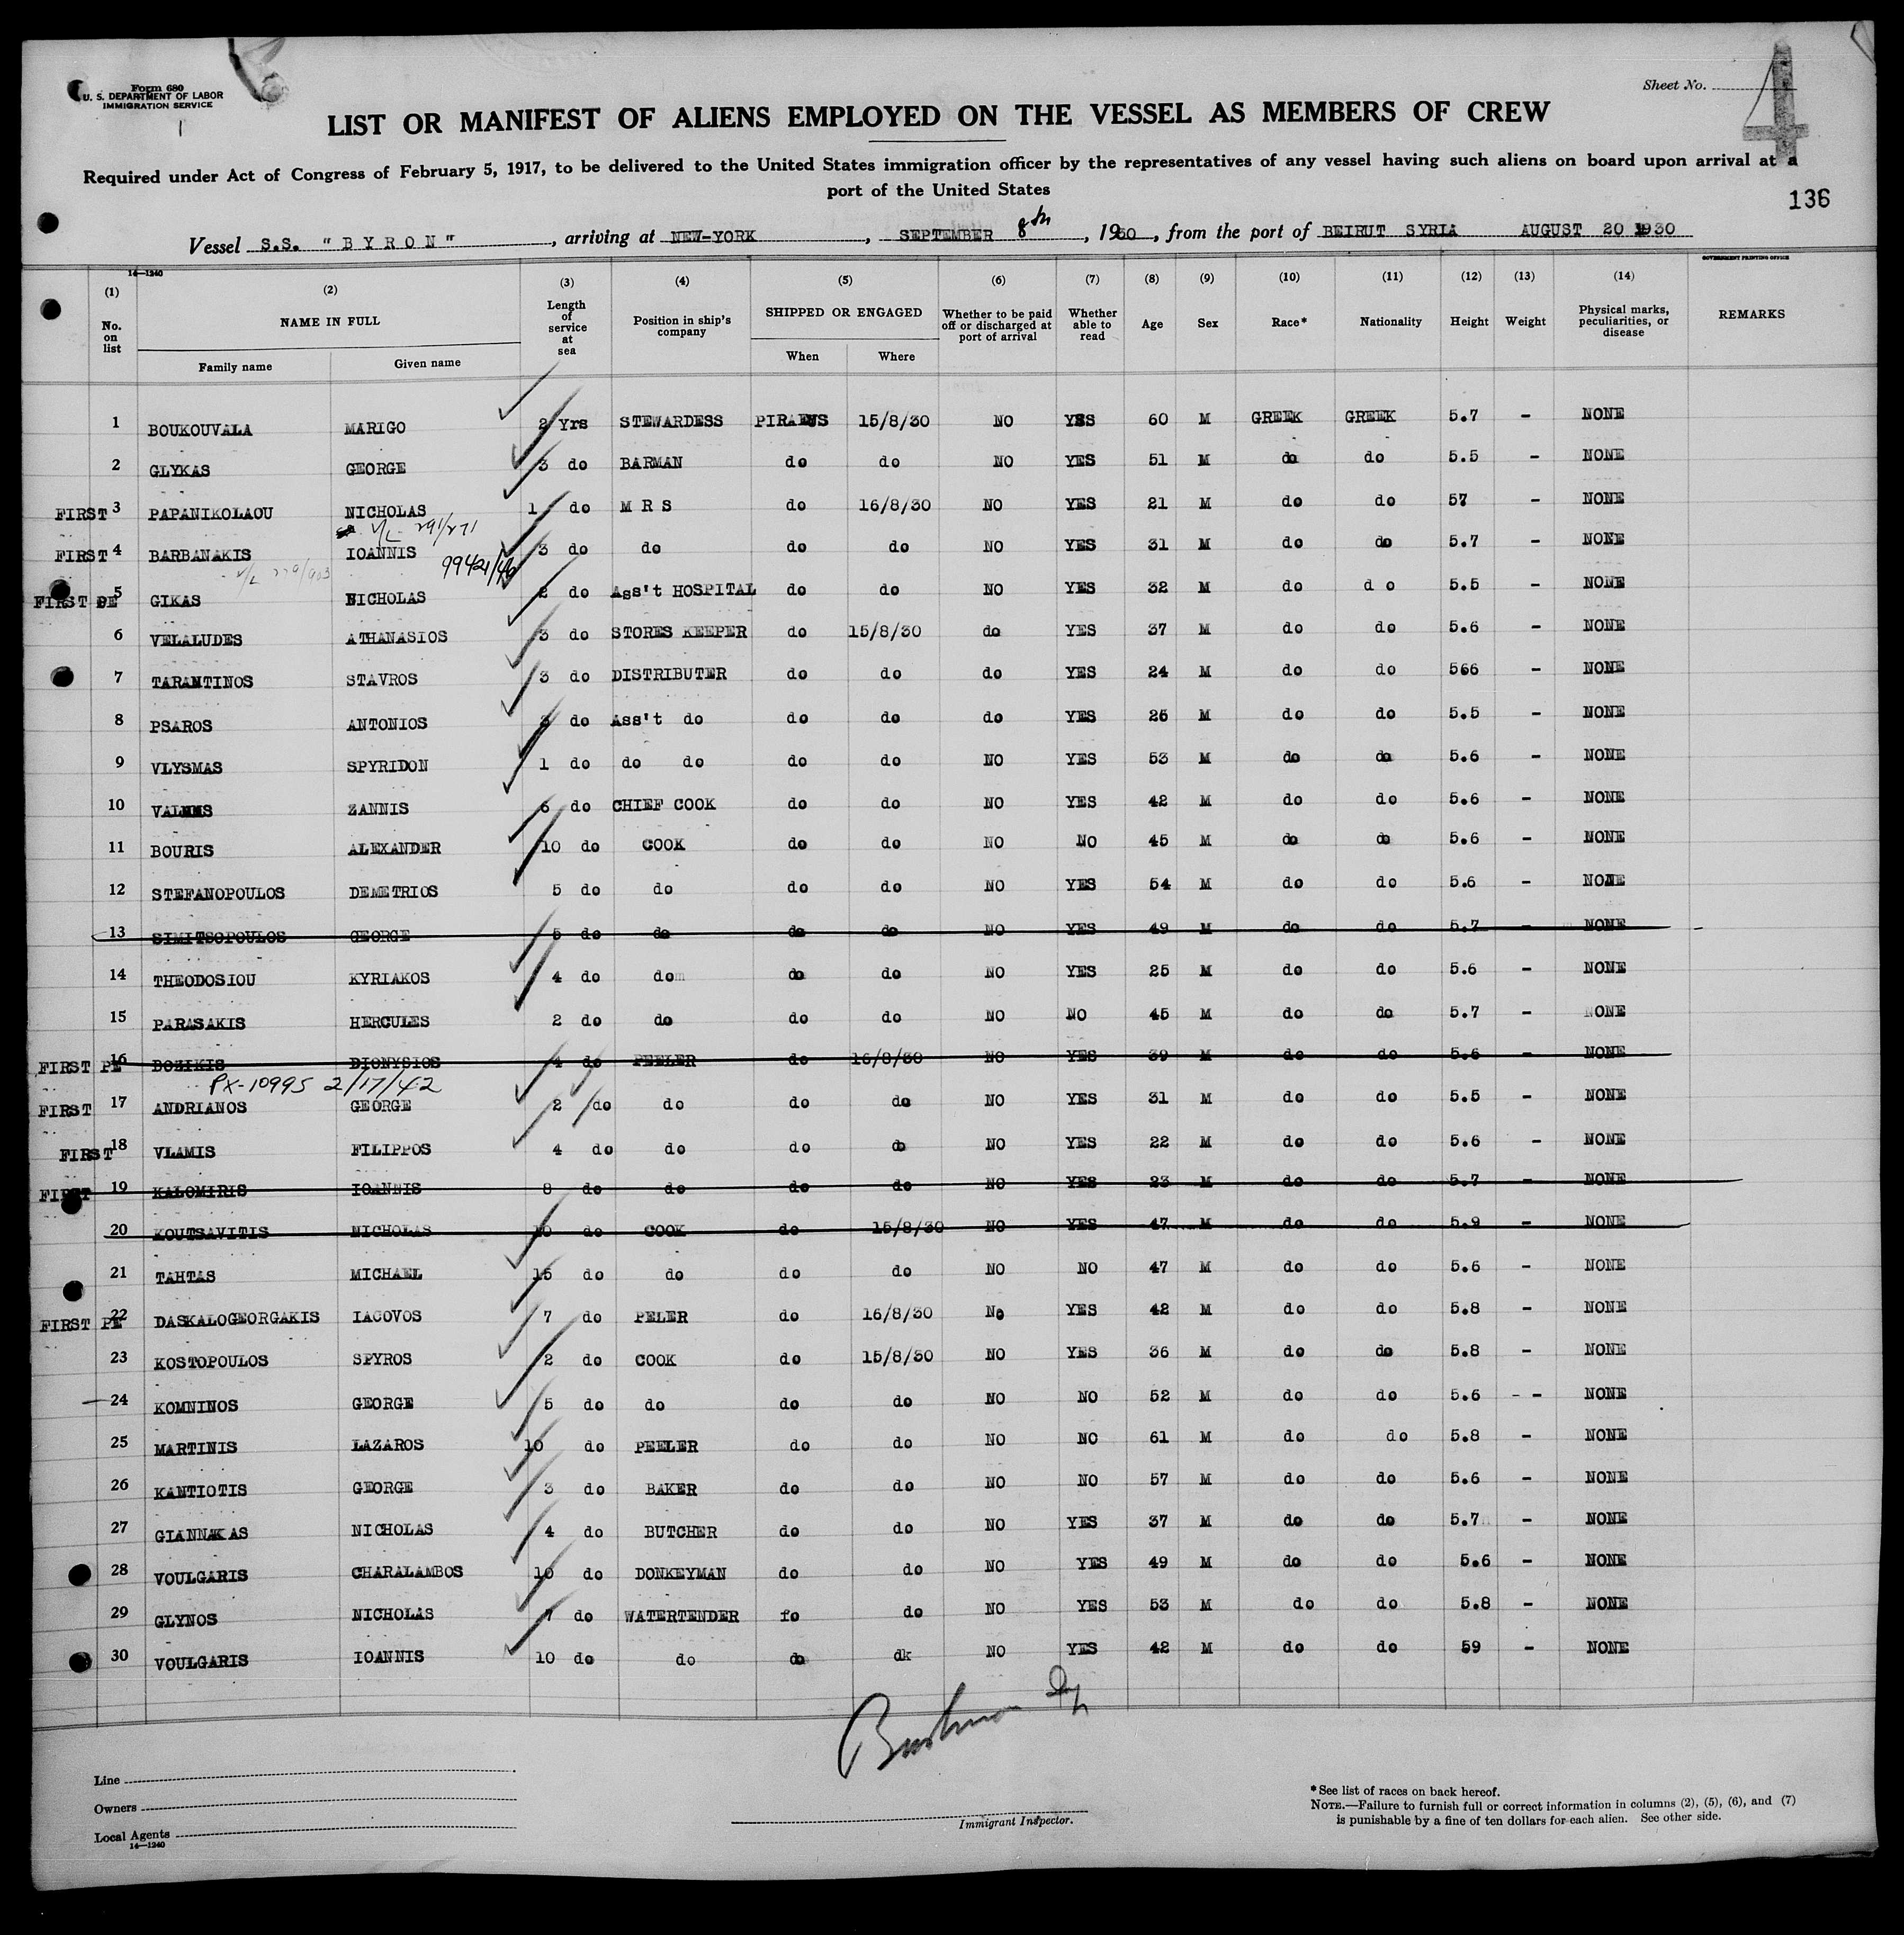 Form 680
U. S. DEPARTMENT OF LABOR
IMMIGRATION SERVICE
Sheet No. 4
LIST OR MANIFEST OF ALIENS EMPLOYED ON THE VESSEL AS MEMBERS OF CREW
Required under Act of Congress of February 5, 1917, to be delivered to the United States immigration officer by the representatives of any vessel having such aliens on board upon arrival at a
port of the United States
136
Vessel S.S. "BYRON", arriving at NEW-YORK, SEPTEMBER 8th, 1930, from the port of BEIRUT SYRIA AUGUST 20 1930
14—1240
GOVERNMENT PRINTING OFFICE
(1) No. on list (2) NAME IN FULL Family name Given name (3) Length of service at sea (4) Position in ship's company (5) SHIPPED OR ENGAGED When Where (6) Whether to be paid off or discharged at port of arrival (7) Whether able to read (8) Age (9) Sex (10) Race* (11) Nationality (12) Height (13) Weight (14) Physical marks, peculiarities, or disease REMARKS
1 BOUKOUVALA MARIGO 2 Yrs STEWARDESS PIRAEUS 15/8/30 NO YES 60 M GREEK GREEK 5.7 - NONE
2 GLYKAS GEORGE 3 do BARMAN do do NO YES 51 M do do 5.5 - NONE
FIRST 3 PAPANIKOLAOU NICHOLAS 1 do M R S do 16/8/30 NO YES 21 M do do 57 - NONE
V/L 291/271
FIRST 4 BARBANAKIS IOANNIS 3 do do do do NO YES 31 M do do 5.7 - NONE
FIRST PE 5 GIKAS NICHOLAS 2 do Ass't HOSPITAL do do NO YES 32 M do d o 5.5 - NONE
6 VELALUDES ATHANASIOS 3 do STORES KEEPER do 15/8/30 do YES 37 M do do 5.6 - NONE
7 TARANTINOS STAVROS 3 do DISTRIBUTER do do do YES 24 M do do 566 - NONE
8 PSAROS ANTONIOS 3 do Ass't do do do do YES 25 M do do 5.5 - NONE
9 VLYSMAS SPYRIDON 1 do do do do do NO YES 53 M do do 5.6 - NONE
10 ZANNIS 6 do CHIEF COOK do do NO YES 42 M do do 5.6 - NONE
11 BOURIS ALEXANDER 10 do COOK do do NO NO 45 M do do 5.6 - NONE
12 STEFANOPOULOS DEMETRIOS 5 do do do do NO YES 54 M do do 5.6 - NONE
13 SIMITSOPOULOS GEORGE 5 do do do do NO YES 49 M do do 5.7 - NONE
14 THEODOSIOU KYRIAKOS 4 do do do do NO YES 25 M do do 5.6 - NONE
15 PARASAKIS HERCULES 2 do do do do NO NO 45 M do do 5.7 - NONE
FIRST PE 16 BOZIKIS DIONYSIOS 4 do PEELER do 16/8/30 NO YES 39 M do do 5.6 - NONE
PX-10995 2/17/42
FIRST 17 ANDRIANOS GEORGE 2 do do do do NO YES 31 M do do 5.5 - NONE
FIRST 18 VLAMIS FILIPPOS 4 do do do do NO YES 22 M do do 5.6 - NONE
FIRST 19 KALOMIRIS IOANNIS 8 do do do do NO YES 23 M do do 5.7 - NONE
20 KOUTSAVITIS NICHOLAS 10 do COOK do 15/8/30 NO YES 47 M do do 5.9 - NONE
21 TAHTAS MICHAEL 15 do do do do NO NO 47 M do do 5.6 - NONE
FIRST PE 22 DASKALOGEORGAKIS IACOVOS 7 do PELER do 16/8/30 No YES 42 M do do 5.8 - NONE
23 KOSTOPOULOS SPYROS 2 do COOK do 15/8/30 NO YES 36 M do do 5.8 - NONE
24 KOMNINOS GEORGE 5 do do do do NO NO 52 M do do 5.6 - - NONE
25 MARTINIS LAZAROS 10 do PEELER do do NO NO 61 M do do 5.8 - NONE
26 KANTIOTIS GEORGE 3 do BAKER do do NO NO 57 M do do 5.6 - NONE
27 GIANNAKAS NICHOLAS 4 do BUTCHER do do NO YES 37 M do do 5.7 - NONE
28 VOULGARIS CHARALAMBOS 10 do DONKEYMAN do do NO YES 49 M do do 5.6 - NONE
29 GLYNOS NICHOLAS 7 do WATERTENDER fo do NO YES 53 M do do 5.8 - NONE
30 VOULGARIS IOANNIS 10 do do do dk NO YES 42 M do do 59 - NONE
Line
Owners
Local Agents
14—1240
Immigrant Inspector.
*See list of races on back hereof.
NOTE.—Failure to furnish full or correct information in columns (2), (5), (6), and (7)
is punishable by a fine of ten dollars for each alien. See other side.